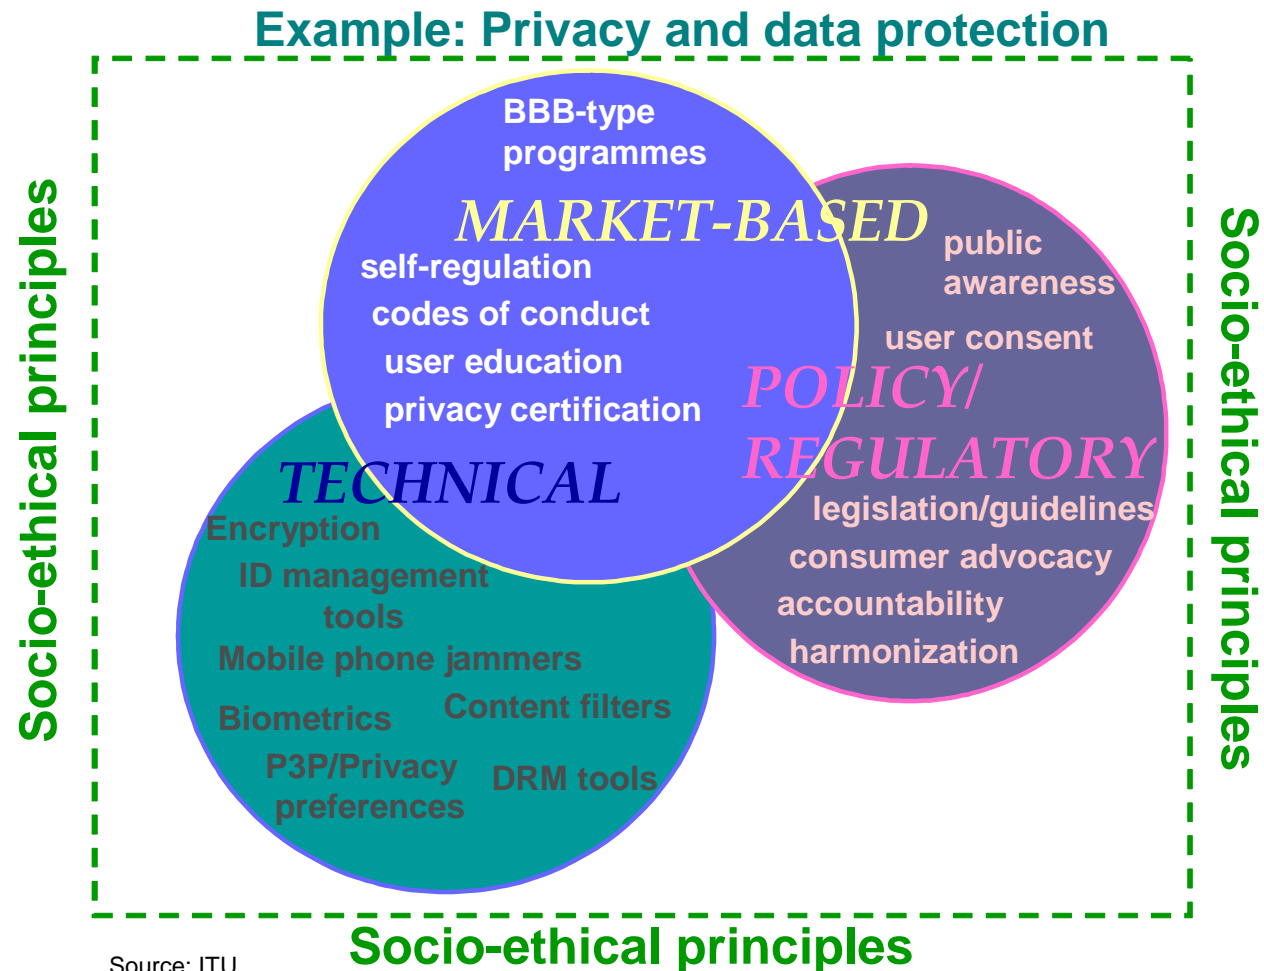 Example: Privacy and data protection
Socio-ethical principles
BBB-type
programmes
MARKET-BASED
self-regulation
codes of conduct
user education
privacy certification
public
awareness
user consent
POLICY/
REGULATORY
legislation/guidelines
consumer advocacy
accountability
harmonization
TECHNICAL
Encryption
ID management
tools
Mobile phone jammers
Biometrics
Content filters
P3P/Privacy
preferences
DRM tools
Socio-ethical principles
Socio-ethical principles
Source: ITU